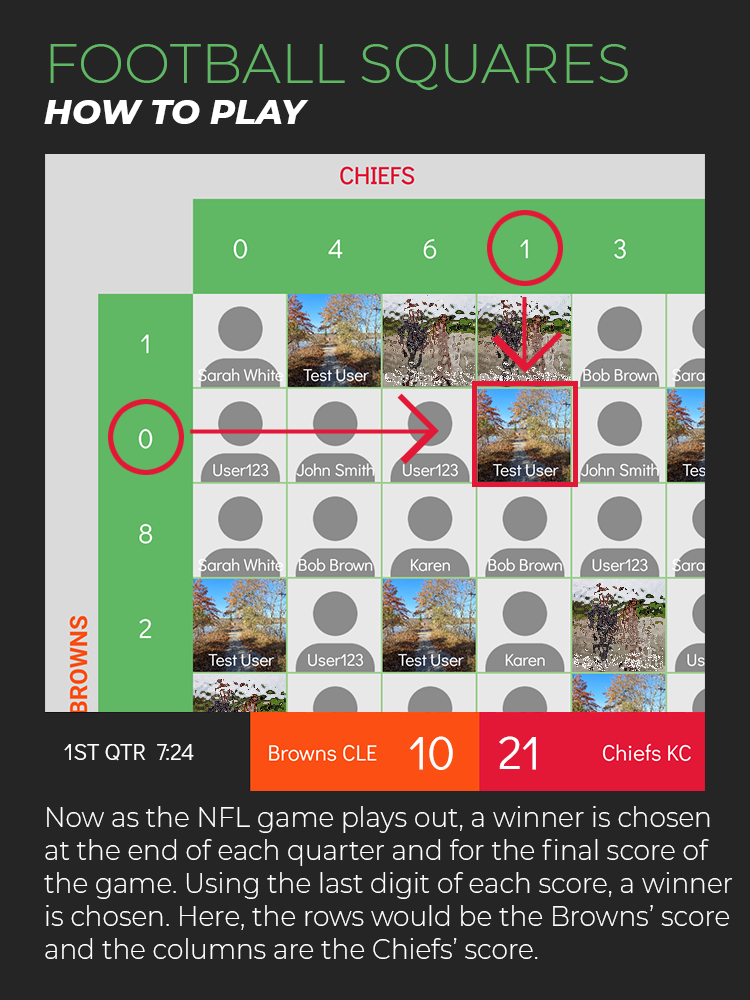 FOOTBALL SQUARES
HOW TO PLAY
CHIEFS
0 4 6 1 3
1
Sarah White Test User Bob Brown Sara
0
User123 John Smith User123 Test User John Smith Tes
8
Sarah White Bob Brown Karen Bob Brown User123 Sara
2
Test User User123 Test User Karen Us
BROWNS
1ST QTR 7:24 Browns CLE 10 21 Chiefs KC
Now as the NFL game plays out, a winner is chosen
at the end of each quarter and for the final score of
the game. Using the last digit of each score, a winner
is chosen. Here, the rows would be the Browns’ score
and the columns are the Chiefs’ score.